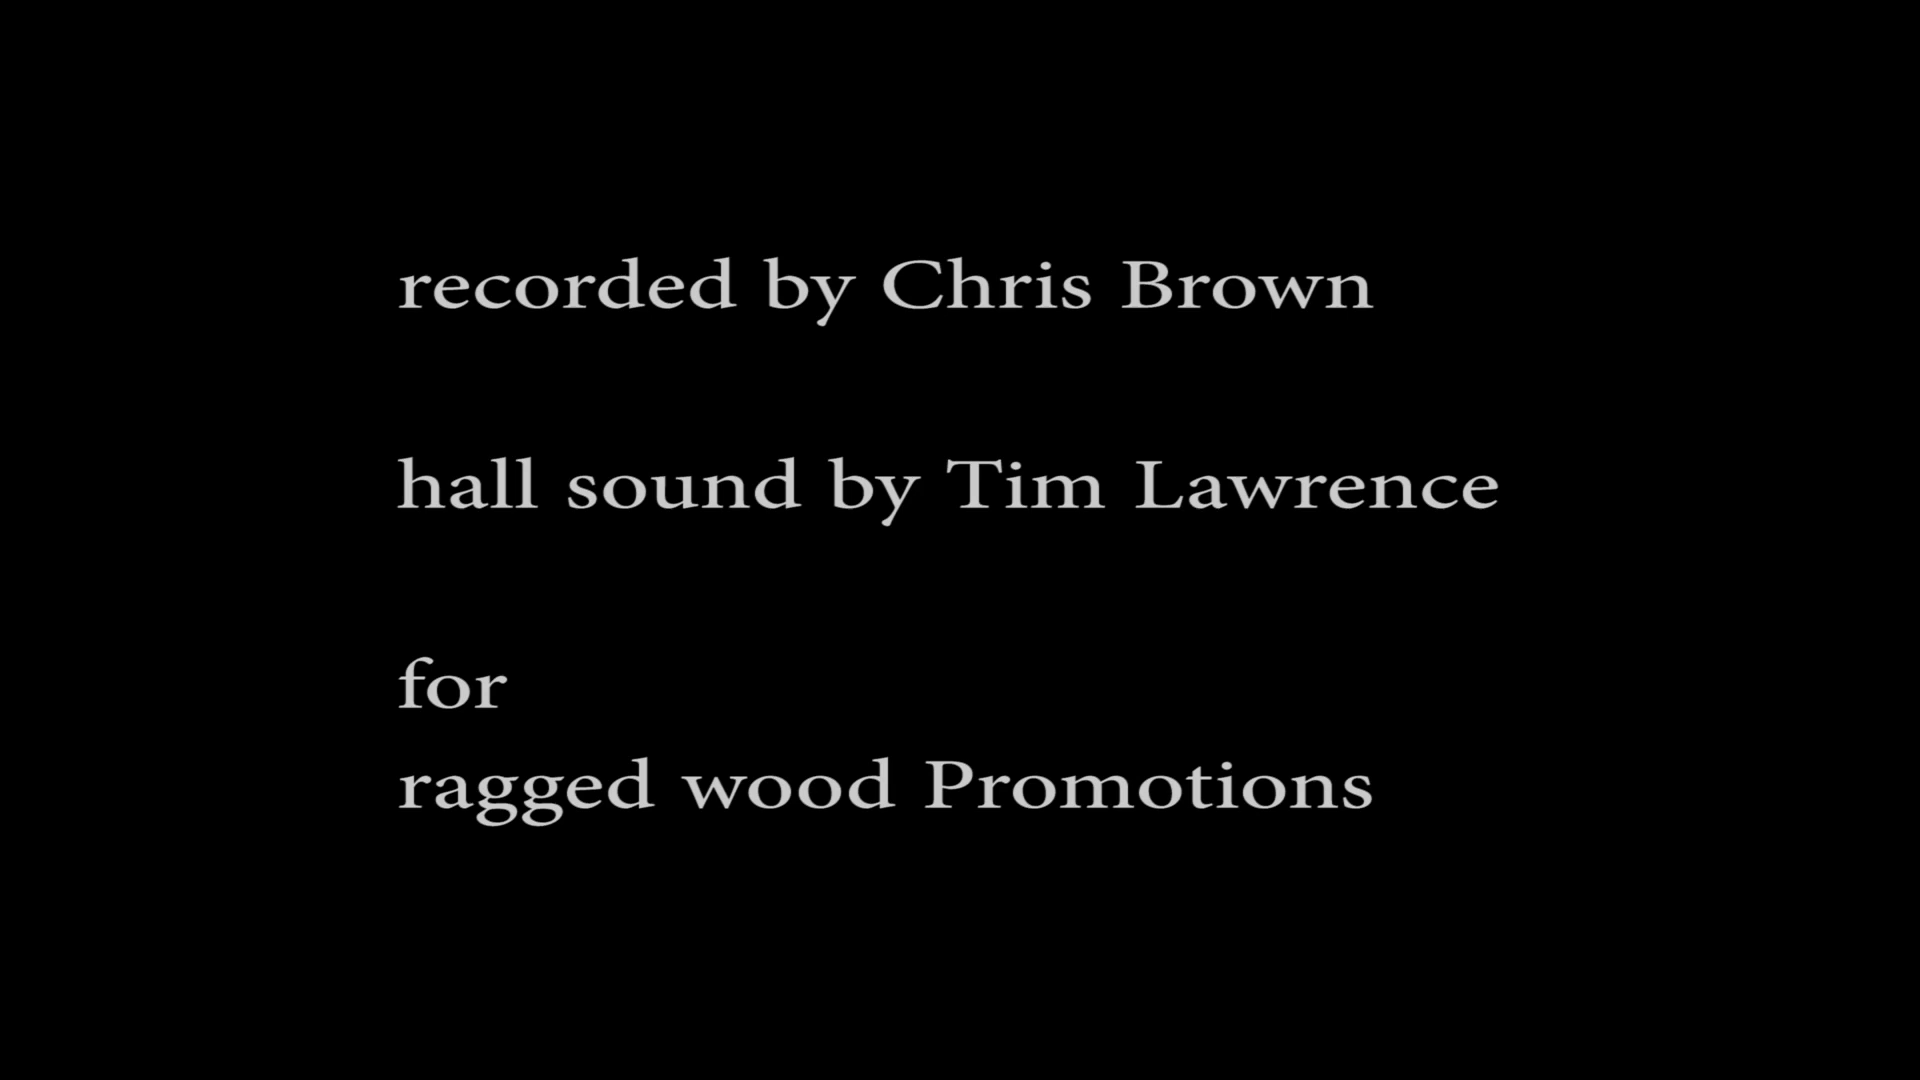 recorded by Chris Brown
hall sound by Tim Lawrence
for
ragged wood Promotions